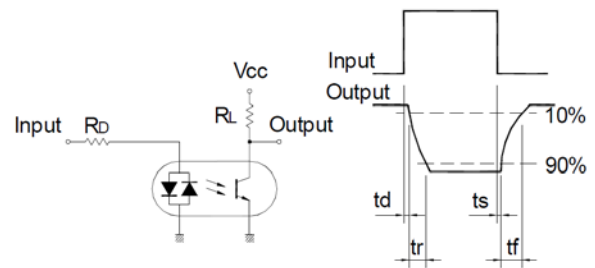 Vcc
RL
Input
RD
Output
Input
Output
10%
90%
td
ts
tr
tf